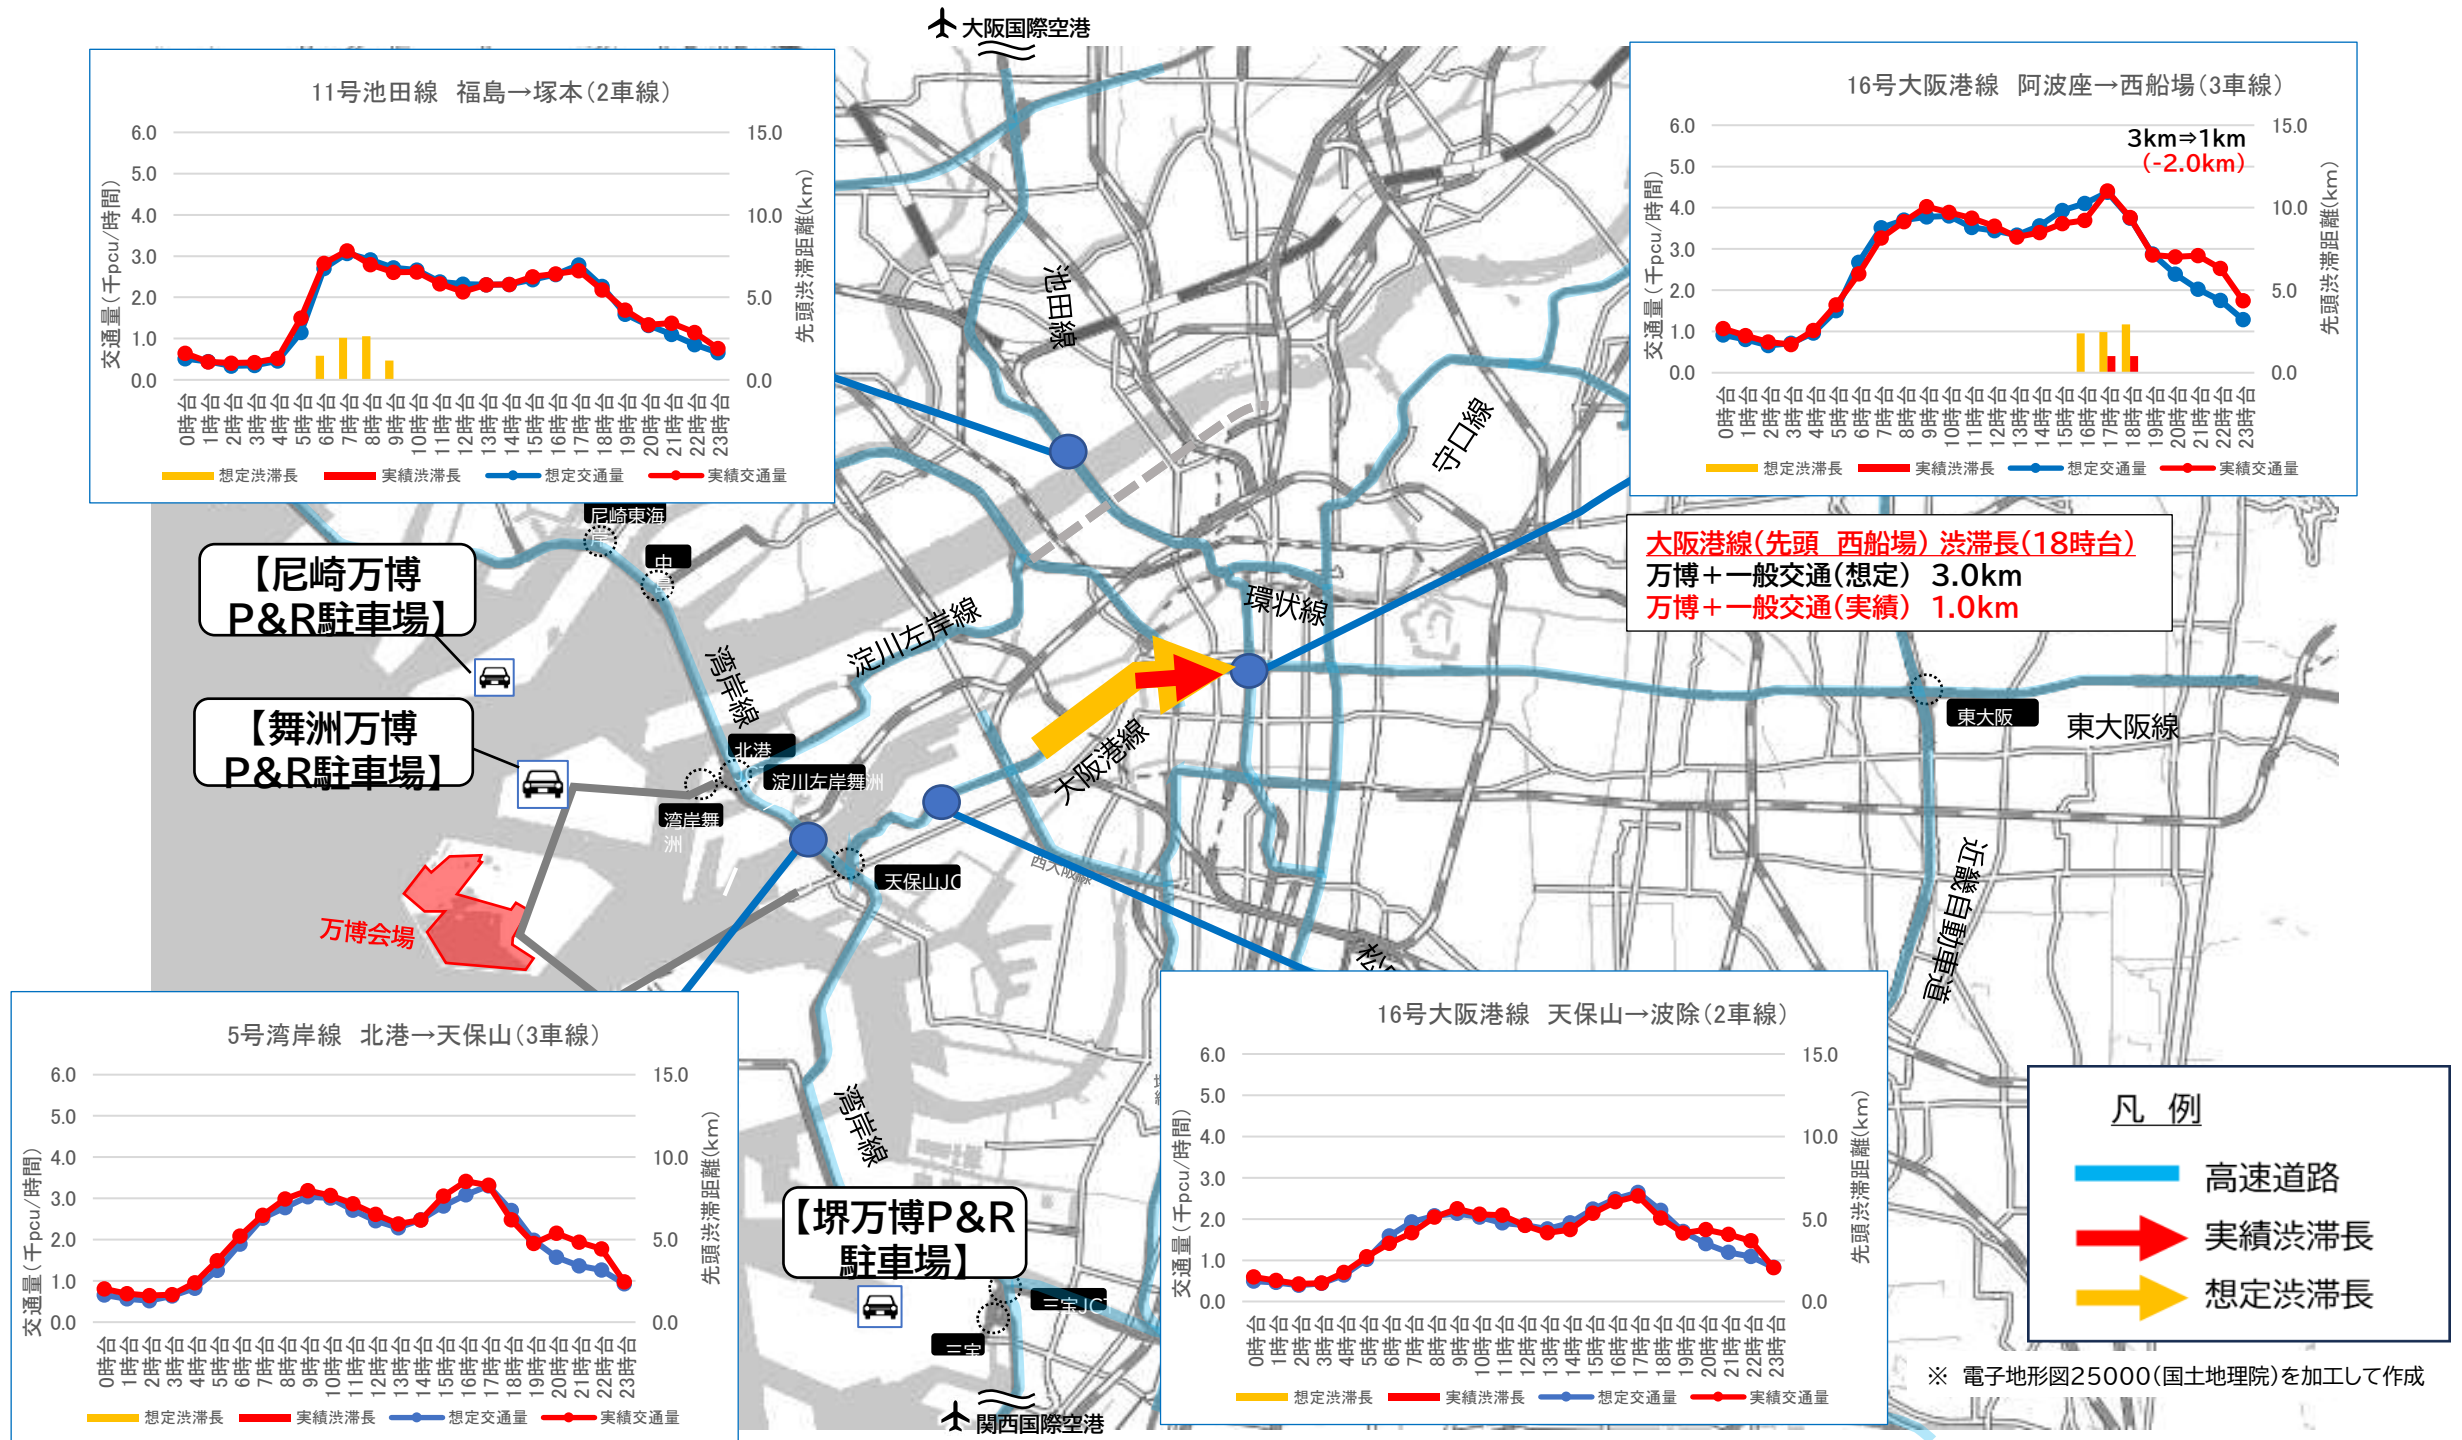 大阪国際空港
11号池田線 福島→塚本(2車線)
交通量(千pcu/時間)
6.0
5.0
4.0
3.0
2.0
1.0
0.0
先頭渋滞距離(km)
15.0
10.0
5.0
0.0
0時台 1時台 2時台 3時台 4時台 5時台 6時台 7時台 8時台 9時台 10時台 11時台 12時台 13時台 14時台 15時台 16時台 17時台 18時台 19時台 20時台 21時台 22時台 23時台
想定渋滞長 実績渋滞長 想定交通量 実績交通量
16号大阪港線 阿波座→西船場(3車線)
3km⇒1km
(-2.0km)
交通量(千pcu/時間)
6.0
5.0
4.0
3.0
2.0
1.0
0.0
先頭渋滞距離(km)
15.0
10.0
5.0
0.0
0時台 1時台 2時台 3時台 4時台 5時台 6時台 7時台 8時台 9時台 10時台 11時台 12時台 13時台 14時台 15時台 16時台 17時台 18時台 19時台 20時台 21時台 22時台 23時台
想定渋滞長 実績渋滞長 想定交通量 実績交通量
大阪港線(先頭 西船場) 渋滞長(18時台)
万博+一般交通(想定) 3.0km
万博+一般交通(実績) 1.0km
池田線
守口線
環状線
淀川左岸線
湾岸線
大阪港線
東大阪線
東大阪
近畿自動車道
西大阪線
尼崎東海
岸
中
島
【尼崎万博
P&R駐車場】
【舞洲万博
P&R駐車場】
北港
淀川左岸舞洲
湾岸舞
洲
天保山JC
万博会場
松
湾岸線
【堺万博P&R
駐車場】
三宝JCT
三宝
関西国際空港
5号湾岸線 北港→天保山(3車線)
交通量(千pcu/時間)
6.0
5.0
4.0
3.0
2.0
1.0
0.0
先頭渋滞距離(km)
15.0
10.0
5.0
0.0
0時台 1時台 2時台 3時台 4時台 5時台 6時台 7時台 8時台 9時台 10時台 11時台 12時台 13時台 14時台 15時台 16時台 17時台 18時台 19時台 20時台 21時台 22時台 23時台
想定渋滞長 実績渋滞長 想定交通量 実績交通量
16号大阪港線 天保山→波除(2車線)
交通量(千pcu/時間)
6.0
5.0
4.0
3.0
2.0
1.0
0.0
先頭渋滞距離(km)
15.0
10.0
5.0
0.0
0時台 1時台 2時台 3時台 4時台 5時台 6時台 7時台 8時台 9時台 10時台 11時台 12時台 13時台 14時台 15時台 16時台 17時台 18時台 19時台 20時台 21時台 22時台 23時台
想定渋滞長 実績渋滞長 想定交通量 実績交通量
凡 例
高速道路
実績渋滞長
想定渋滞長
※ 電子地形図25000(国土地理院)を加工して作成